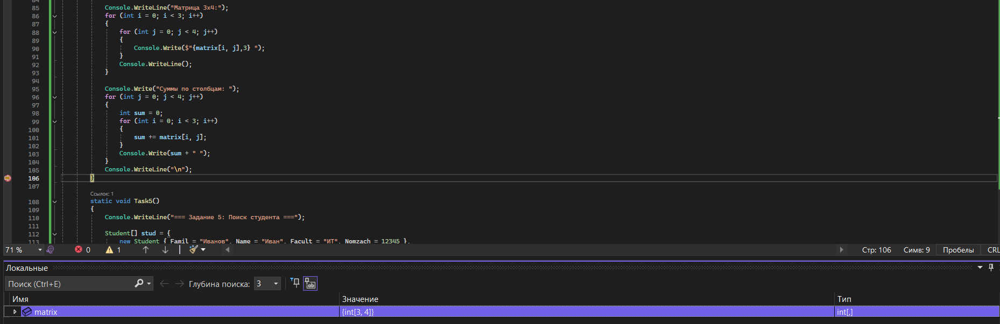 85 Console.WriteLine("Матрица 3x4:");
86 for (int i = 0; i < 3; i++)
87 {
88 for (int j = 0; j < 4; j++)
89 {
90 Console.Write($"{matrix[i, j],3} ");
91 }
92 Console.WriteLine();
93 }
94
95 Console.Write("Суммы по столбцам: ");
96 for (int j = 0; j < 4; j++)
97 {
98 int sum = 0;
99 for (int i = 0; i < 3; i++)
100 {
101 sum += matrix[i, j];
102 }
103 Console.Write(sum + " ");
104 }
105 Console.WriteLine("\n");
106 }
107
Ссылок: 1
108 static void Task5()
109 {
110 Console.WriteLine("=== Задание 5: Поиск студента ===");
111
112 Student[] stud = {
113 new Student { Famil = "Иванов", Name = "Иван", Facult = "ИТ", Nomzach = 12345 },
71 % 0 1 Стр: 106 Симв: 9 Пробелы CRL
Локальные
Поиск (Ctrl+E) Глубина поиска: 3
Имя Значение Тип
matrix {int[3, 4]} int[,]